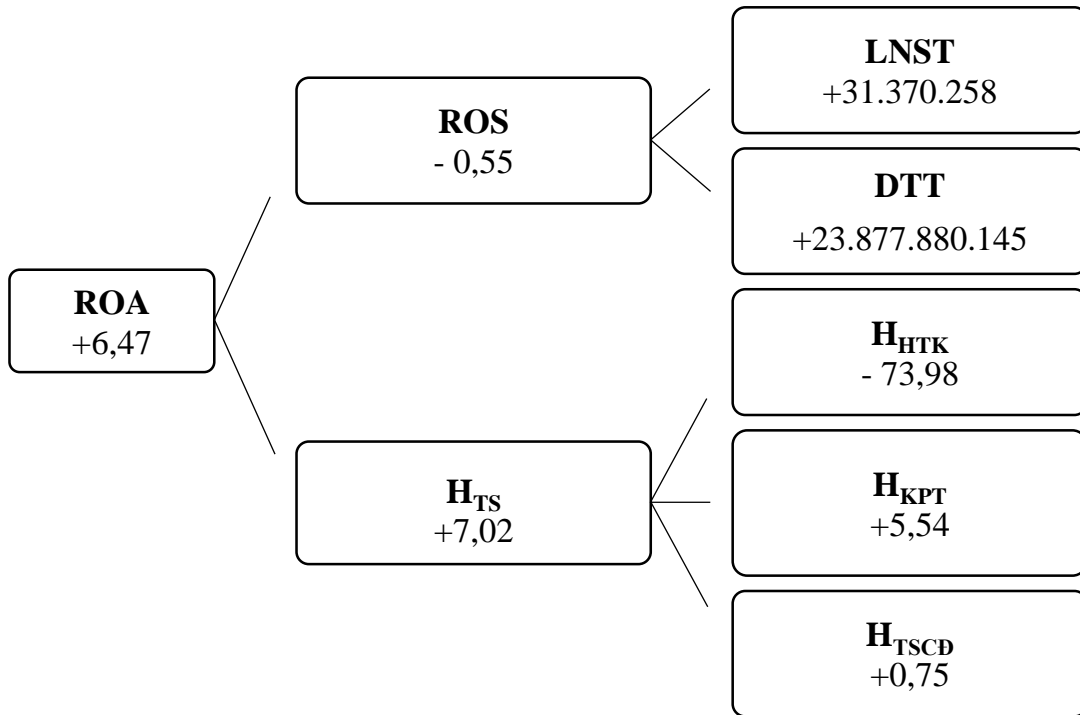 LNST
+31.370.258
ROS
- 0,55
DTT
+23.877.880.145
ROA
+6,47
H_HTK
- 73,98
H_TS
+7,02
H_KPT
+5,54
H_TSCĐ
+0,75